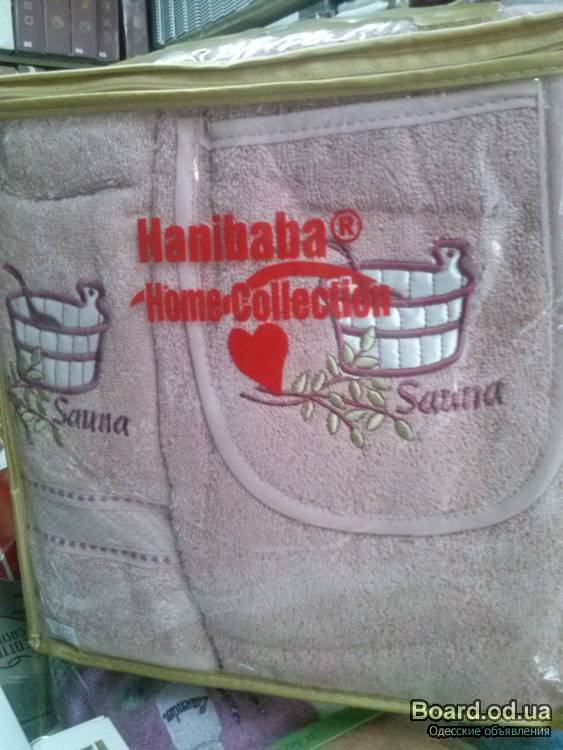 Hanibaba®
Home Collection
Sauna
Sauna
Board.od.ua
Одесские объявления